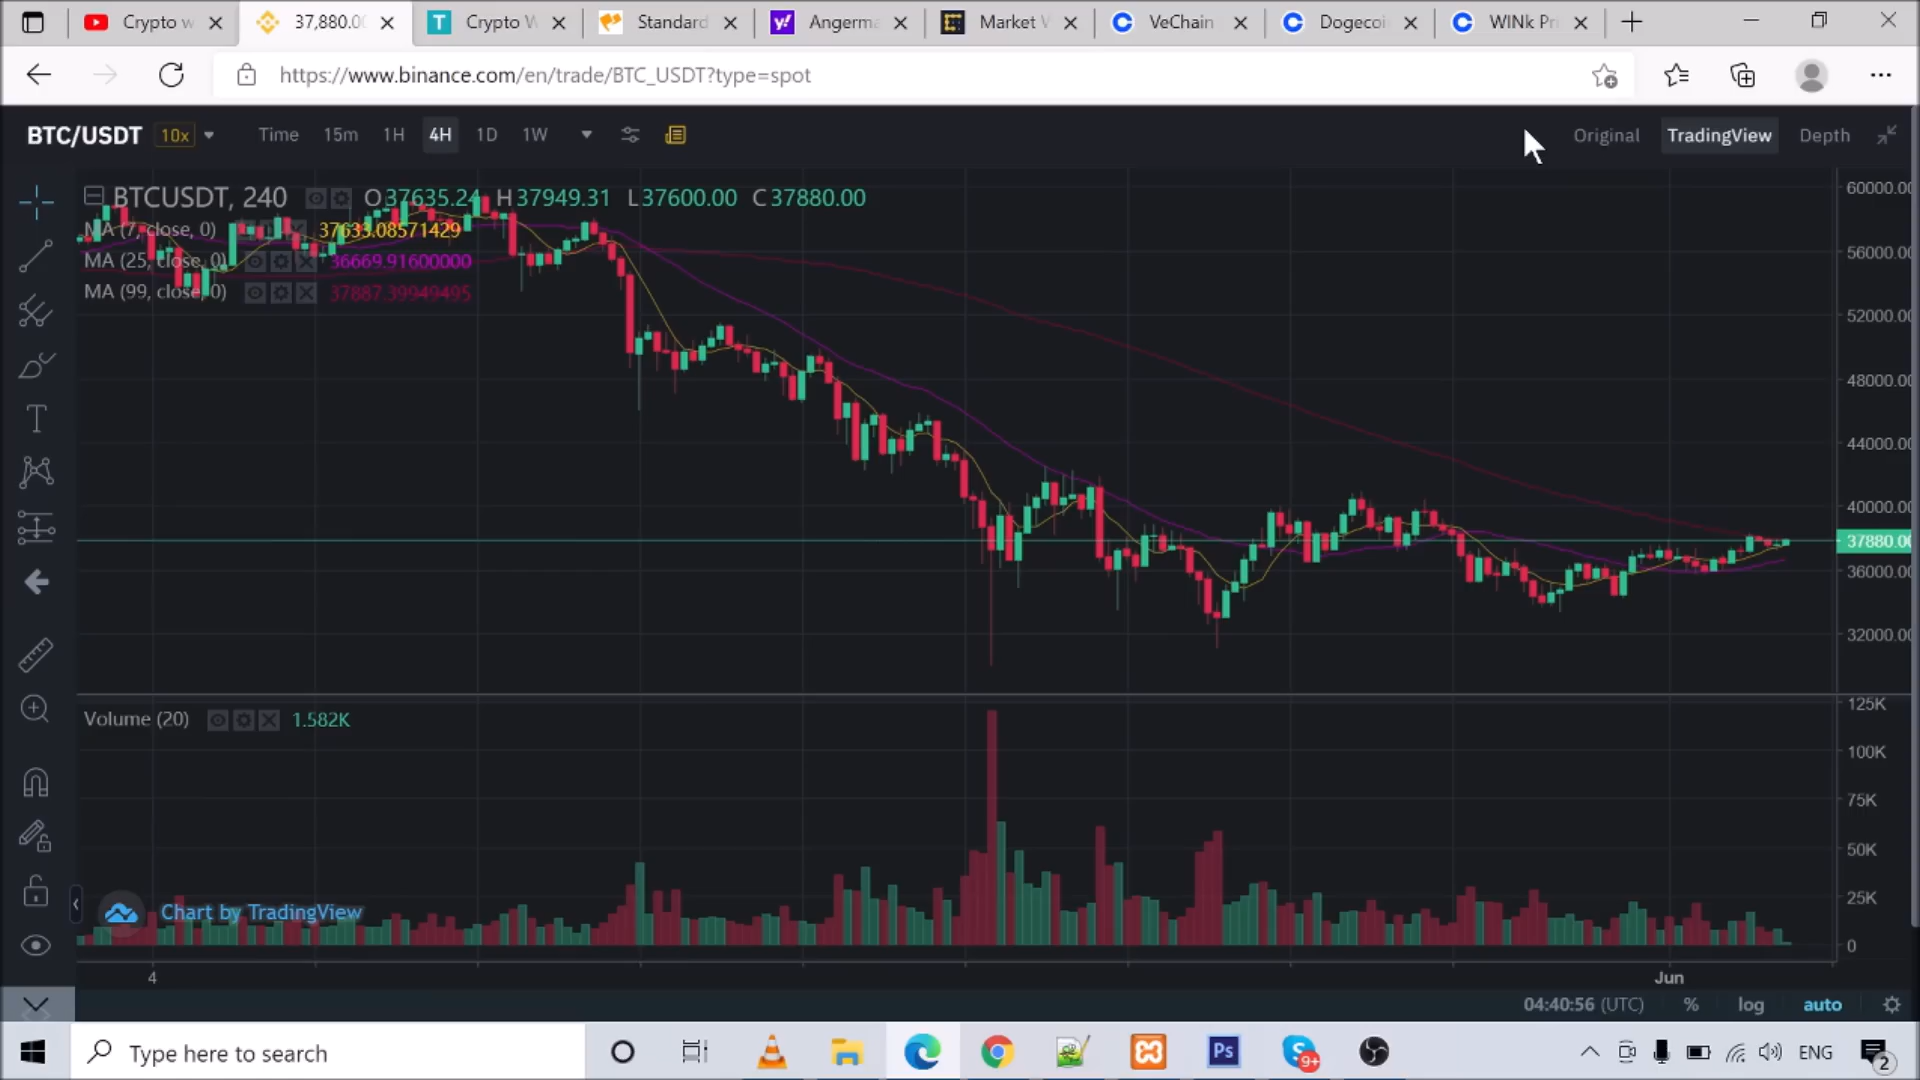 Crypto w
37,880.0
Crypto W
Standard
Angerma
Market V
VeChain
Dogecoi
WINk Pri
https://www.binance.com/en/trade/BTC_USDT?type=spot
BTC/USDT 10x Time 15m 1H 4H 1D 1W Original TradingView Depth
BTCUSDT, 240 O37635.24 H37949.31 L37600.00 C37880.00
MA (7, close, 0) 37633.08571429
MA (25, close, 0) 36669.91600000
MA (99, close, 0) 37887.39949495
60000.00
56000.00
52000.00
48000.00
44000.00
40000.00
37880.00
36000.00
32000.00
Volume (20) 1.582K
125K
100K
75K
50K
25K
0
Chart by TradingView
4 Jun
04:40:56 (UTC) % log auto
Type here to search
Ps
9+
ENG
2